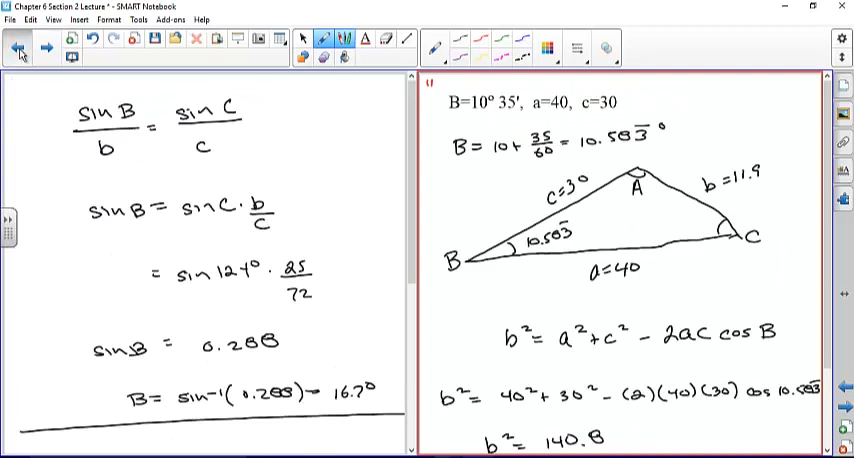 Chapter 6 Section 2 Lecture * - SMART Notebook
File Edit View Insert Format Tools Add-ons Help
sin B / b = sin C / c
sin B = sin C · b/c
= sin 124° · 25/72
sin B = 0.288
B = sin⁻¹(0.288) = 16.7°
11
B=10° 35', a=40, c=30
B = 10 + 35/60 = 10.583̅°
c=30
A
b=11.9
B
10.583̅
C
a=40
b² = a² + c² - 2ac cos B
b² = 40² + 30² - (2)(40)(30) cos 10.583̅
b² = 140.8